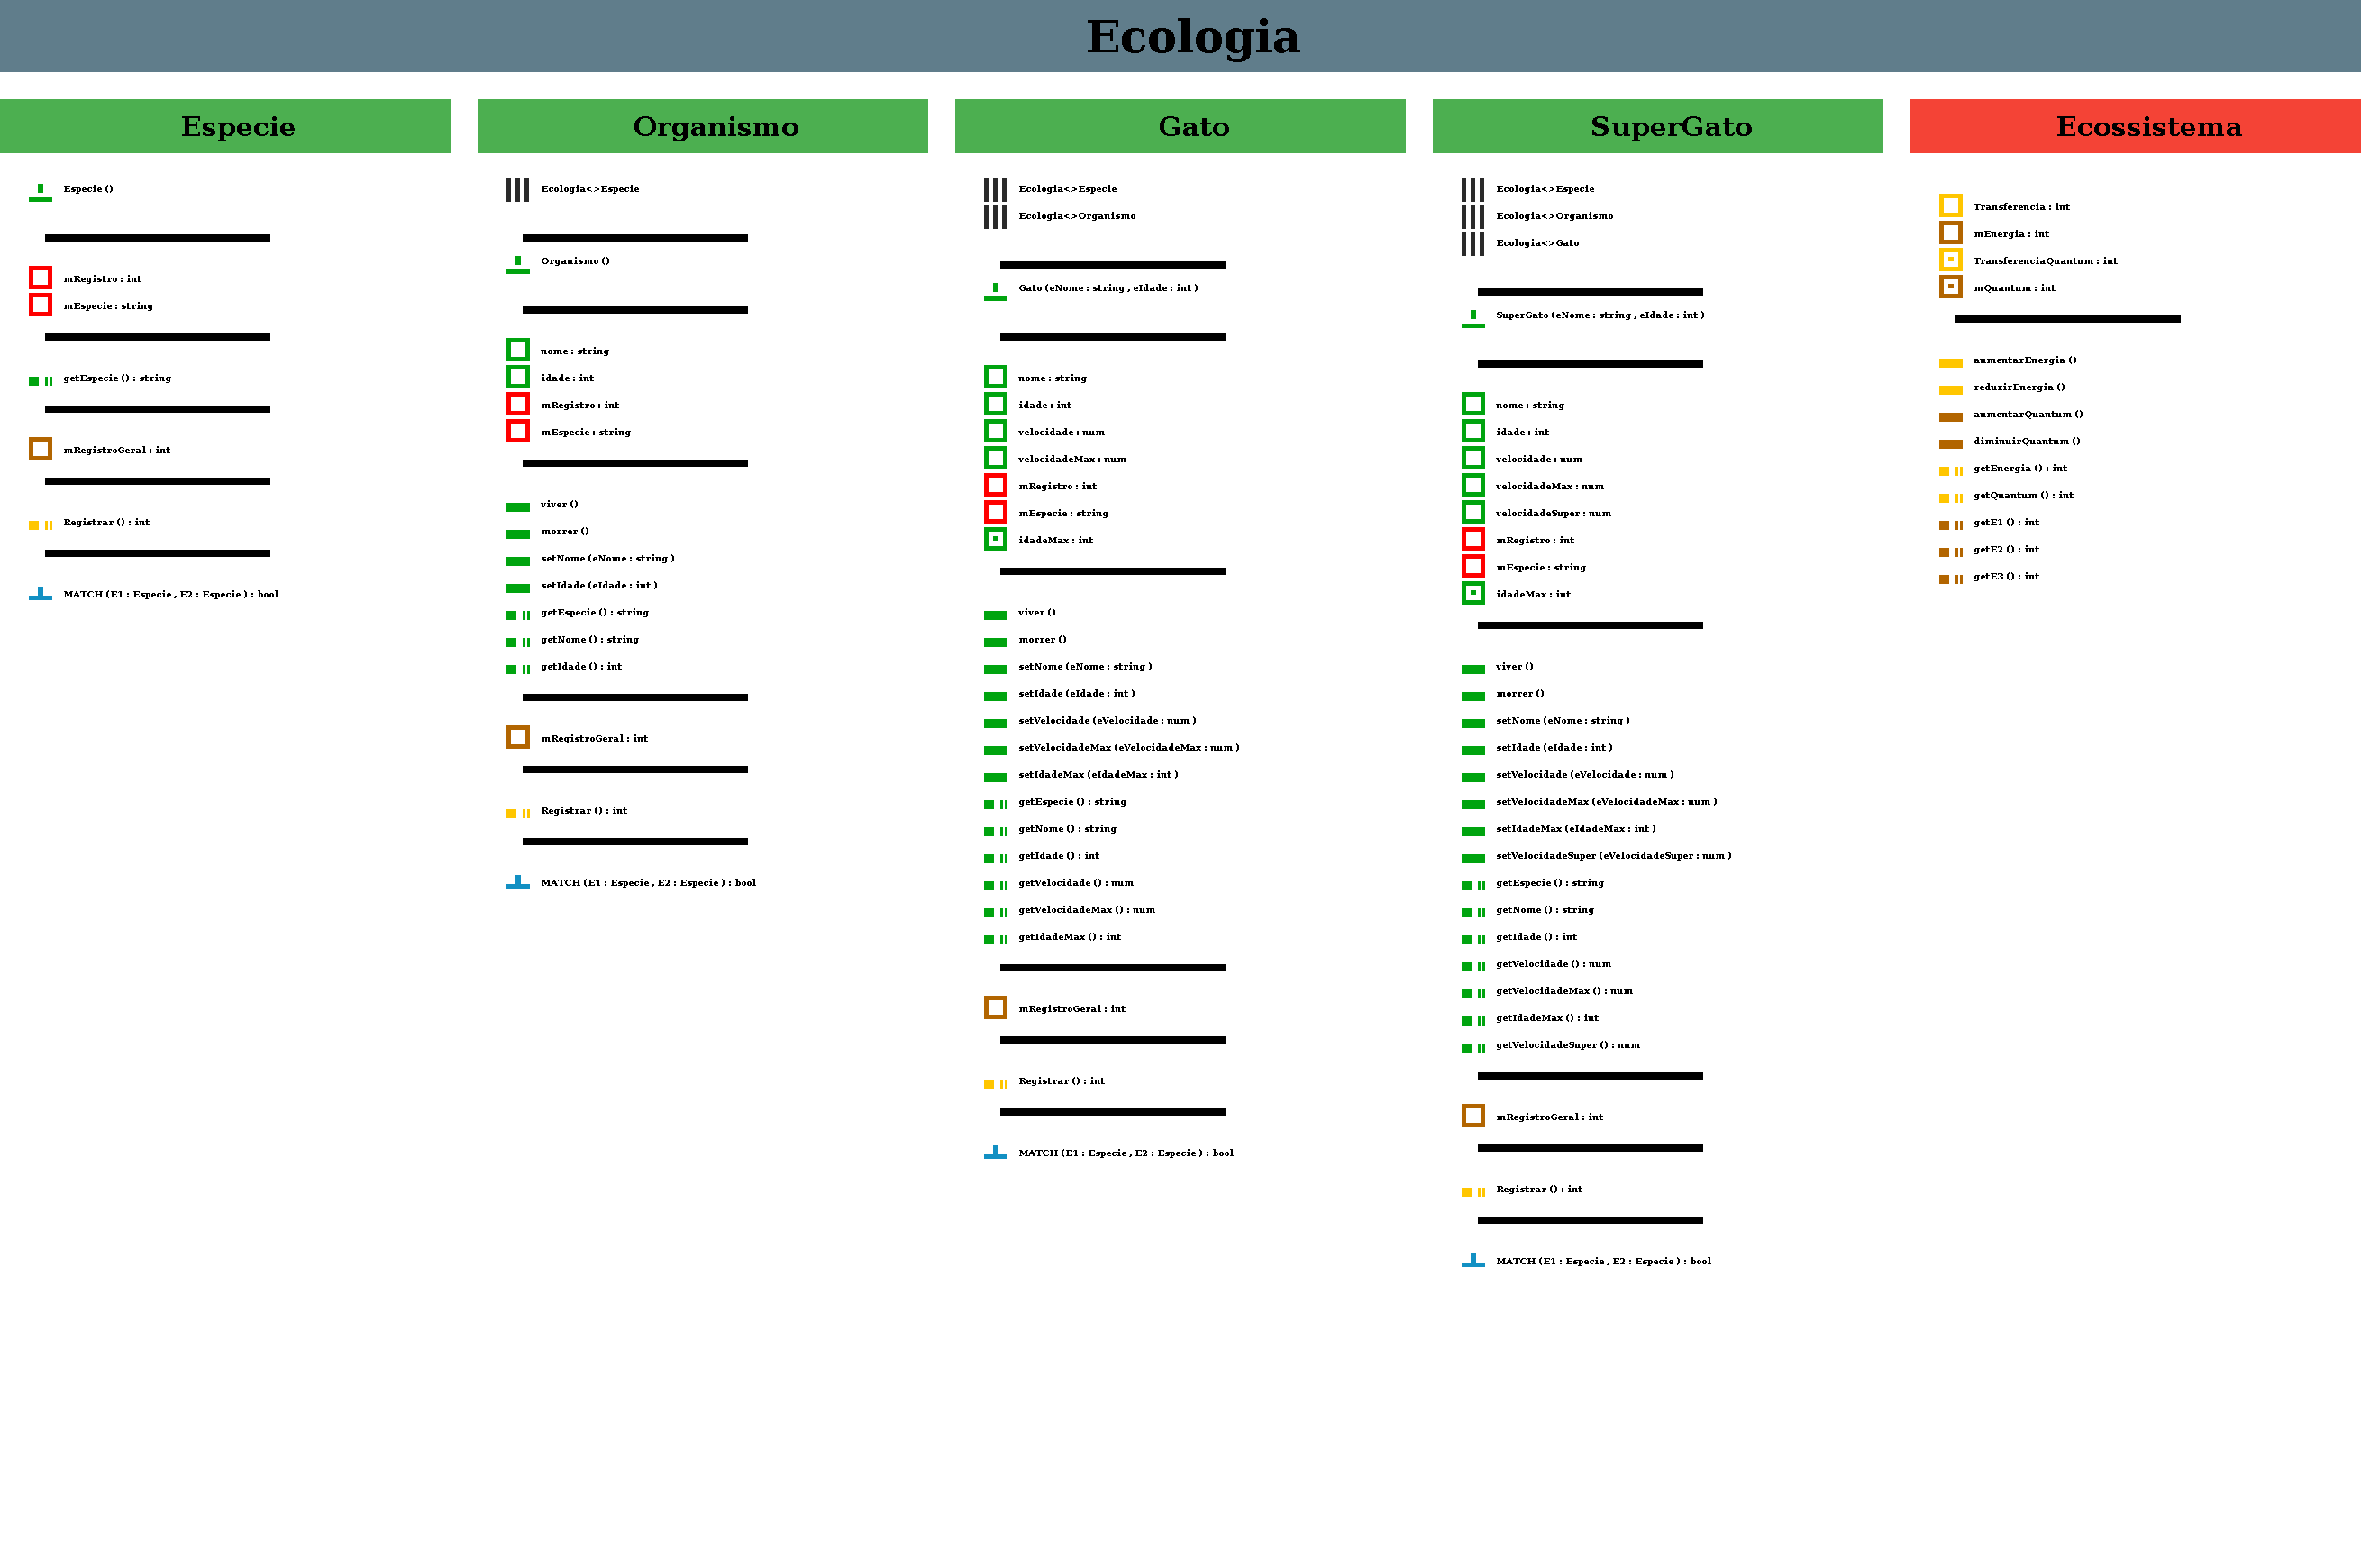 Ecologia
Especie
Especie ()
mRegistro : int
mEspecie : string
getEspecie () : string
mRegistroGeral : int
Registrar () : int
MATCH (E1 : Especie , E2 : Especie ) : bool
Organismo
Ecologia<>Especie
Organismo ()
nome : string
idade : int
mRegistro : int
mEspecie : string
viver ()
morrer ()
setNome (eNome : string )
setIdade (eIdade : int )
getEspecie () : string
getNome () : string
getIdade () : int
mRegistroGeral : int
Registrar () : int
MATCH (E1 : Especie , E2 : Especie ) : bool
Gato
Ecologia<>Especie
Ecologia<>Organismo
Gato (eNome : string , eIdade : int )
nome : string
idade : int
velocidade : num
velocidadeMax : num
mRegistro : int
mEspecie : string
idadeMax : int
viver ()
morrer ()
setNome (eNome : string )
setIdade (eIdade : int )
setVelocidade (eVelocidade : num )
setVelocidadeMax (eVelocidadeMax : num )
setIdadeMax (eIdadeMax : int )
getEspecie () : string
getNome () : string
getIdade () : int
getVelocidade () : num
getVelocidadeMax () : num
getIdadeMax () : int
mRegistroGeral : int
Registrar () : int
MATCH (E1 : Especie , E2 : Especie ) : bool
SuperGato
Ecologia<>Especie
Ecologia<>Organismo
Ecologia<>Gato
SuperGato (eNome : string , eIdade : int )
nome : string
idade : int
velocidade : num
velocidadeMax : num
velocidadeSuper : num
mRegistro : int
mEspecie : string
idadeMax : int
viver ()
morrer ()
setNome (eNome : string )
setIdade (eIdade : int )
setVelocidade (eVelocidade : num )
setVelocidadeMax (eVelocidadeMax : num )
setIdadeMax (eIdadeMax : int )
setVelocidadeSuper (eVelocidadeSuper : num )
getEspecie () : string
getNome () : string
getIdade () : int
getVelocidade () : num
getVelocidadeMax () : num
getIdadeMax () : int
getVelocidadeSuper () : num
mRegistroGeral : int
Registrar () : int
MATCH (E1 : Especie , E2 : Especie ) : bool
Ecossistema
Transferencia : int
mEnergia : int
TransferenciaQuantum : int
mQuantum : int
aumentarEnergia ()
reduzirEnergia ()
aumentarQuantum ()
diminuirQuantum ()
getEnergia () : int
getQuantum () : int
getE1 () : int
getE2 () : int
getE3 () : int